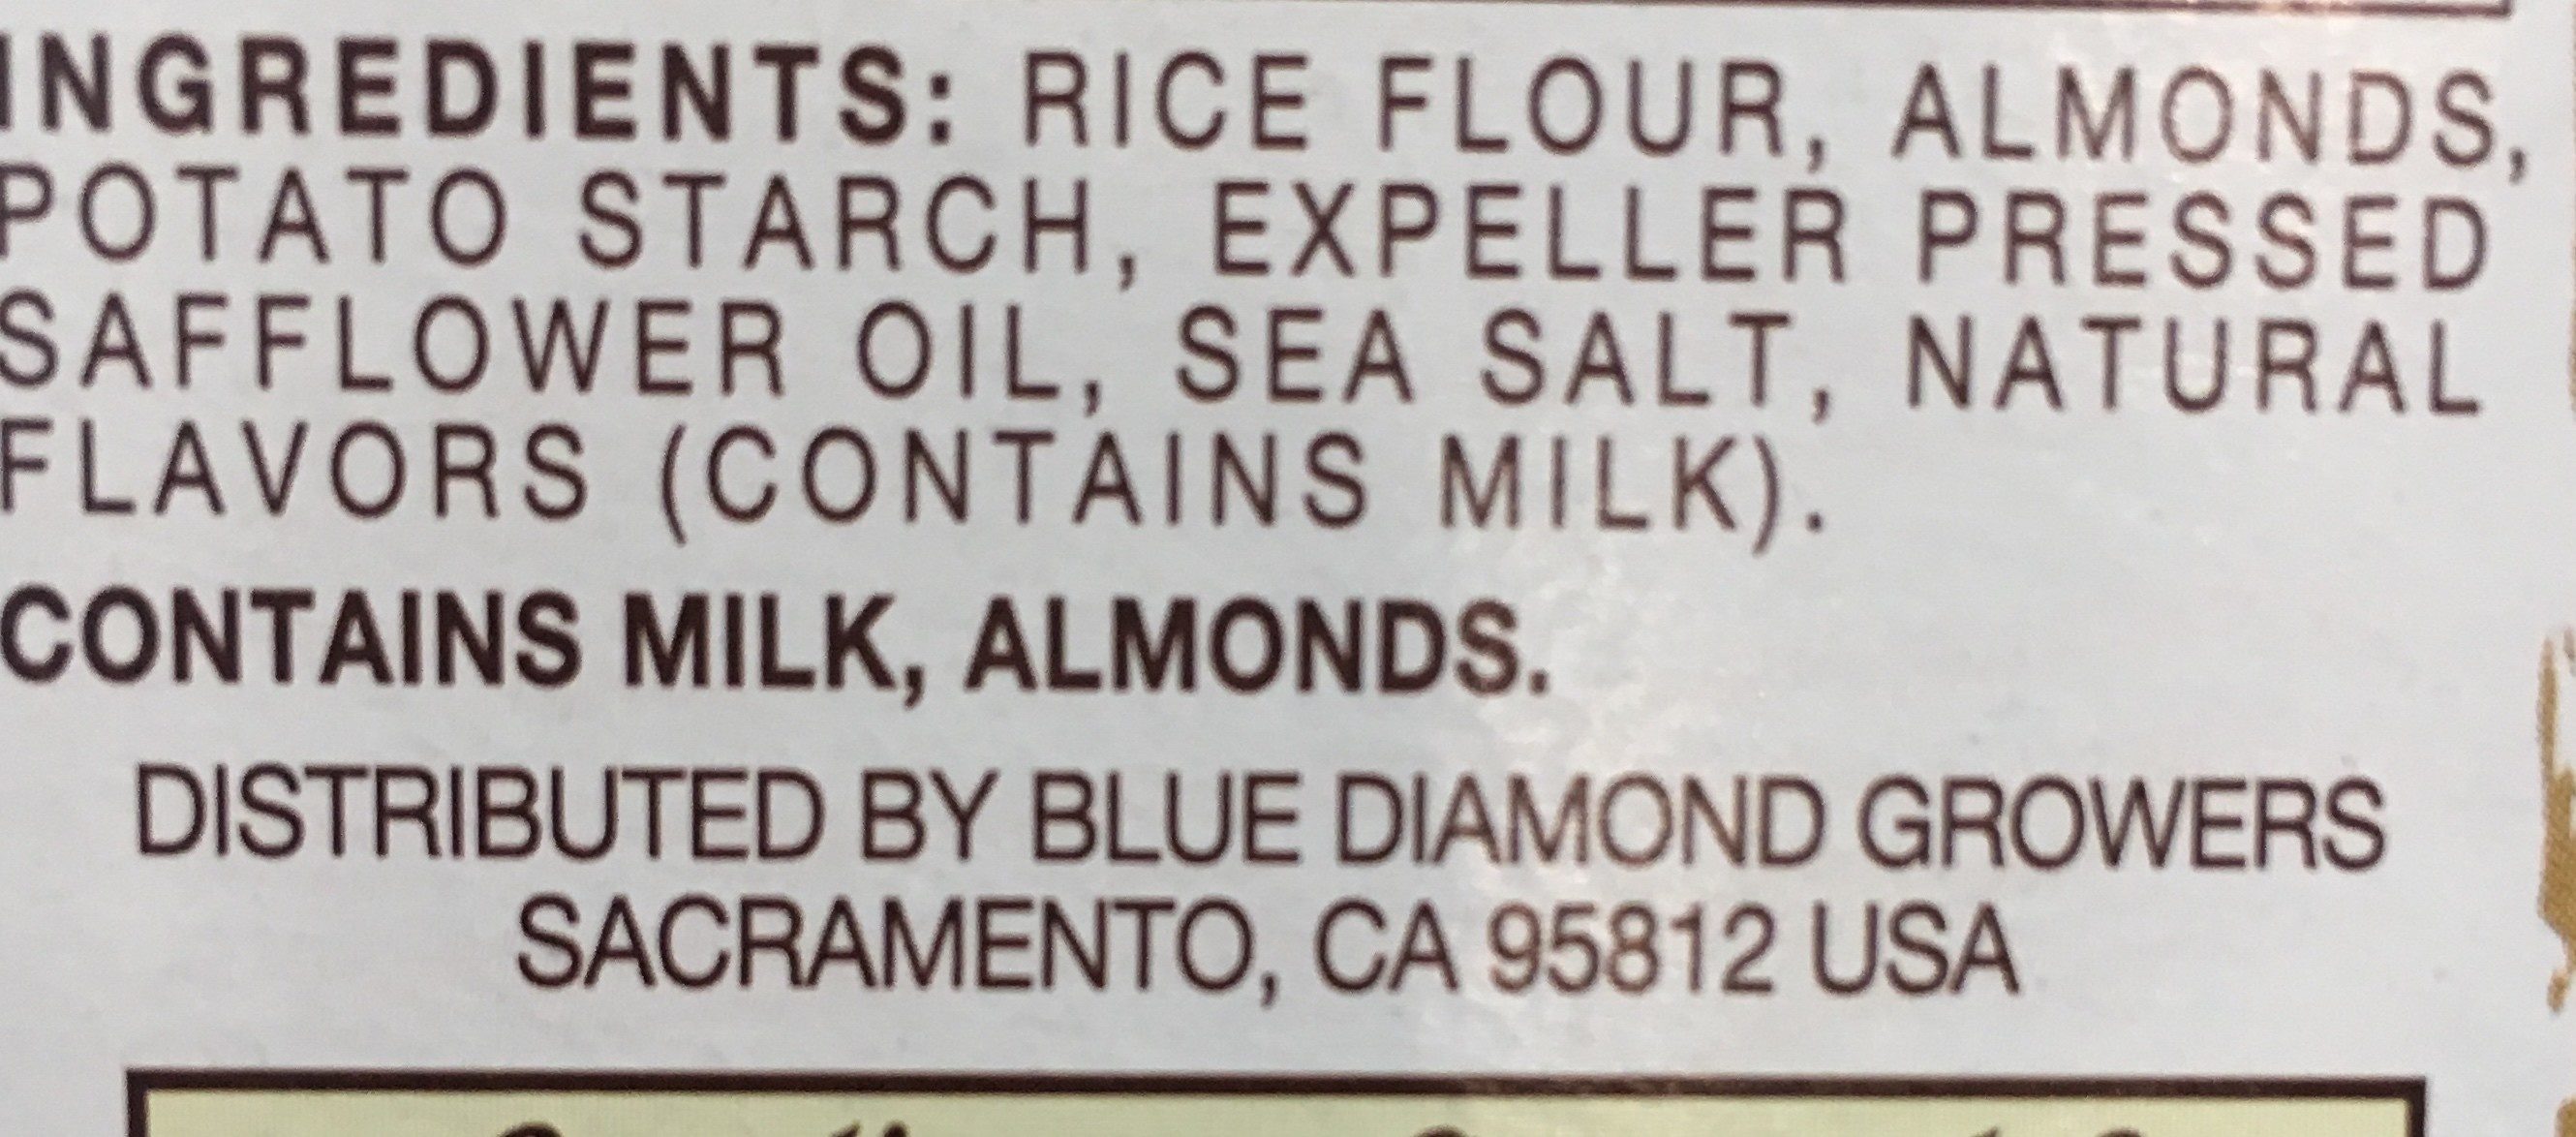 INGREDIENTS: RICE FLOUR, ALMONDS,
POTATO STARCH, EXPELLER PRESSED
SAFFLOWER OIL, SEA SALT, NATURAL
FLAVORS (CONTAINS MILK).
CONTAINS MILK, ALMONDS.
DISTRIBUTED BY BLUE DIAMOND GROWERS
SACRAMENTO, CA 95812 USA